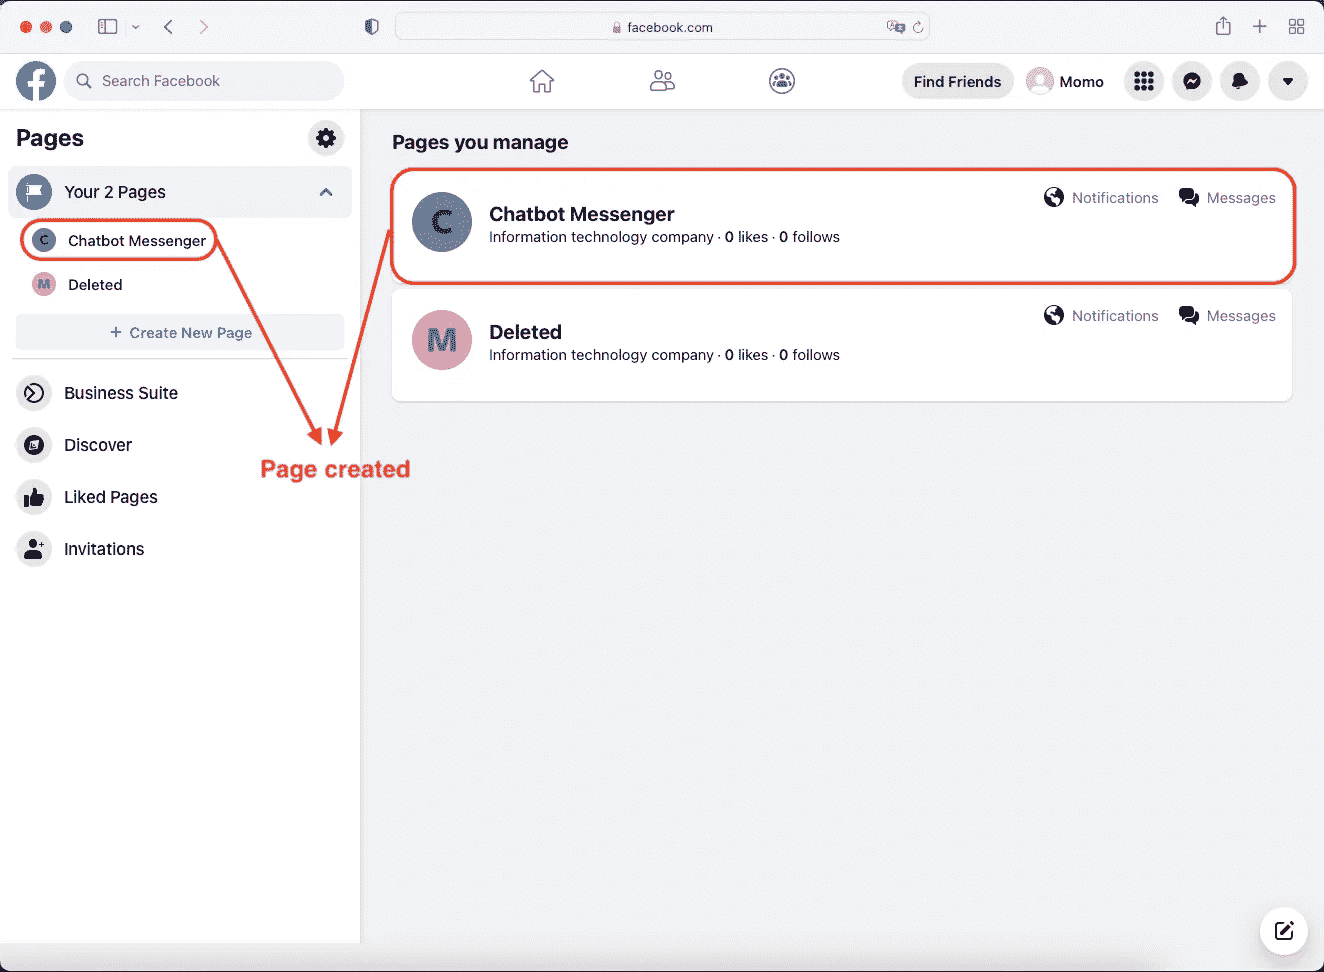 facebook.com
Search Facebook
Find Friends
Momo
Pages
Your 2 Pages
C Chatbot Messenger
M Deleted
+ Create New Page
Business Suite
Discover
Liked Pages
Invitations
Pages you manage
C
Chatbot Messenger
Information technology company · 0 likes · 0 follows
Notifications
Messages
M
Deleted
Information technology company · 0 likes · 0 follows
Notifications
Messages
Page created